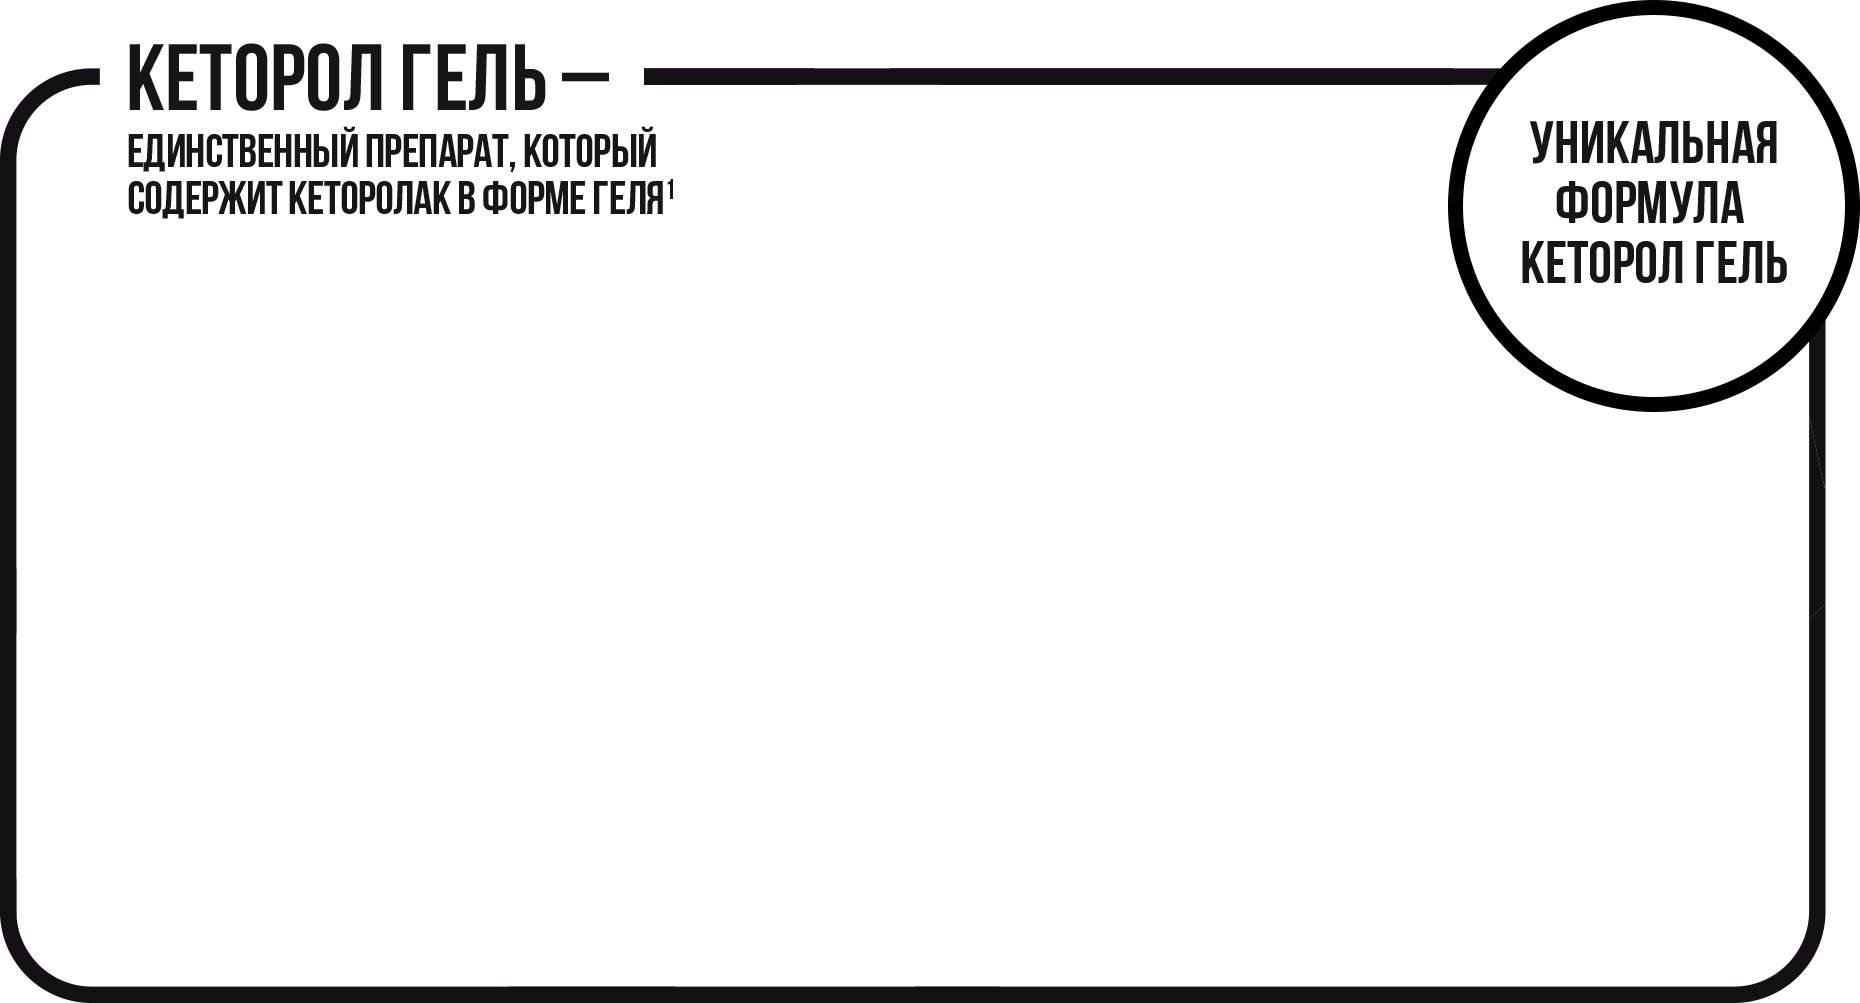 КЕТОРОЛ ГЕЛЬ –
ЕДИНСТВЕННЫЙ ПРЕПАРАТ, КОТОРЫЙ
СОДЕРЖИТ КЕТОРОЛАК В ФОРМЕ ГЕЛЯ¹
УНИКАЛЬНАЯ
ФОРМУЛА
КЕТОРОЛ ГЕЛЬ